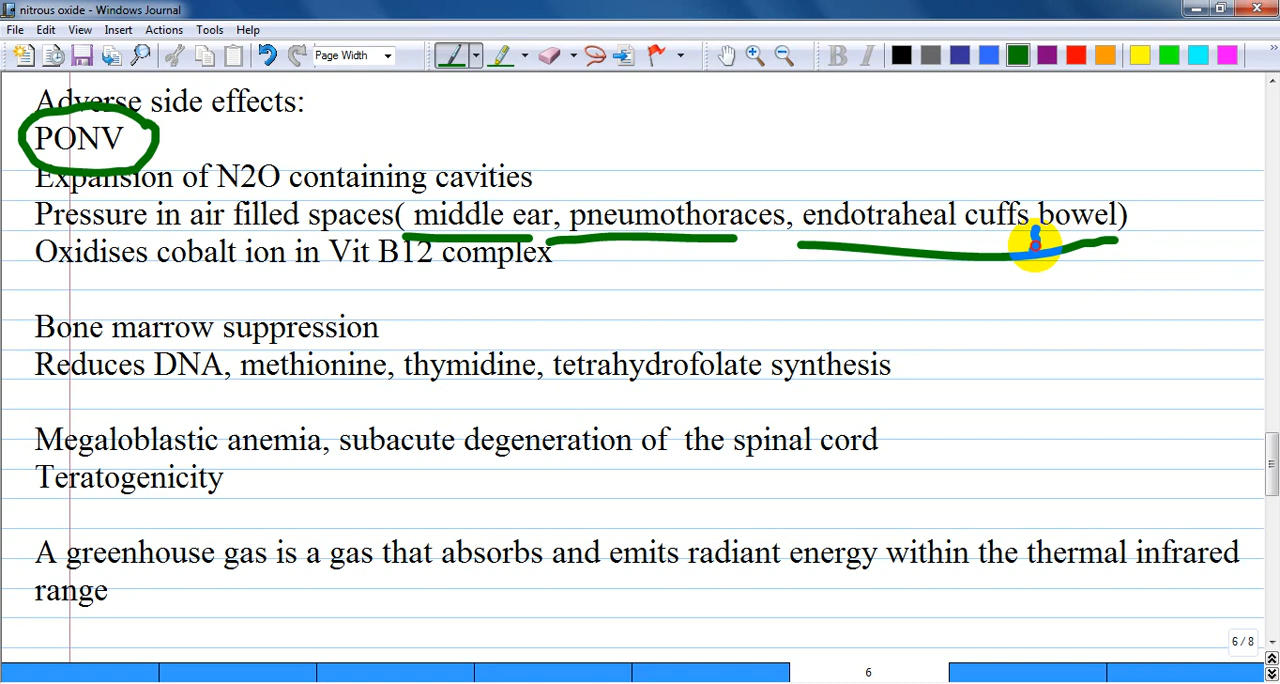 nitrous oxide - Windows Journal
File Edit View Insert Actions Tools Help
Page Width
B I
Adverse side effects:
PONV
Expansion of N2O containing cavities
Pressure in air filled spaces( middle ear, pneumothoraces, endotraheal cuffs bowel)
Oxidises cobalt ion in Vit B12 complex
Bone marrow suppression
Reduces DNA, methionine, thymidine, tetrahydrofolate synthesis
Megaloblastic anemia, subacute degeneration of the spinal cord
Teratogenicity
A greenhouse gas is a gas that absorbs and emits radiant energy within the thermal infrared
range
6 / 8
6